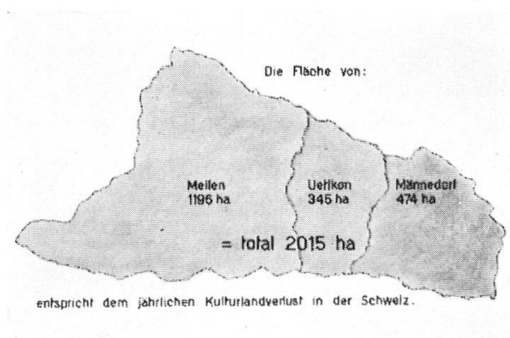 Die Fläche von:
Meilen
1196 ha
Uetikon
345 ha
Männedorf
474 ha
= total 2015 ha
entspricht dem jährlichen Kulturlandverlust in der Schweiz.